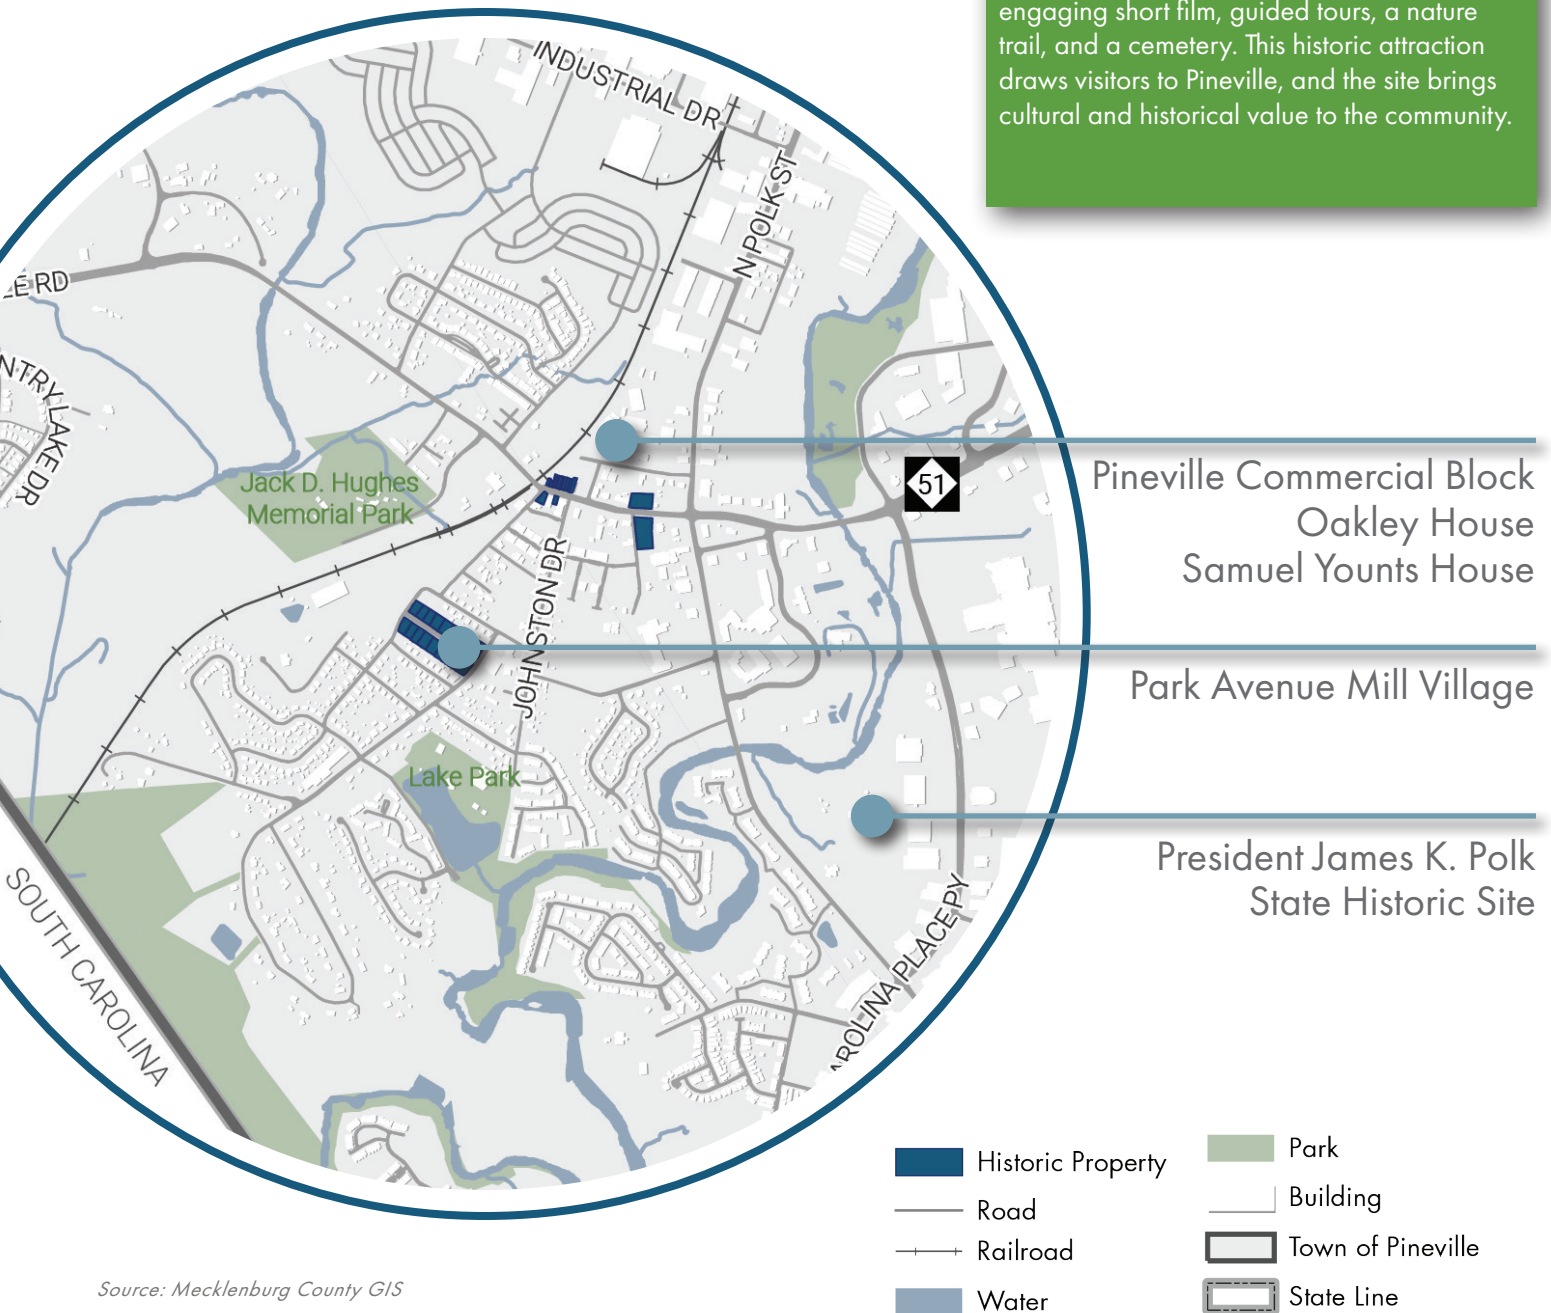 engaging short film, guided tours, a nature
trail, and a cemetery. This historic attraction
draws visitors to Pineville, and the site brings
cultural and historical value to the community.
INDUSTRIAL DR
N POLK ST
LE RD
NTRY LAKE DR
Jack D. Hughes
Memorial Park
51
Pineville Commercial Block
Oakley House
Samuel Younts House
JOHNSTON DR
Park Avenue Mill Village
Lake Park
President James K. Polk
State Historic Site
SOUTH CAROLINA
AROLINA PLACE PY
Historic Property
Road
Railroad
Water
Park
Building
Town of Pineville
State Line
Source: Mecklenburg County GIS